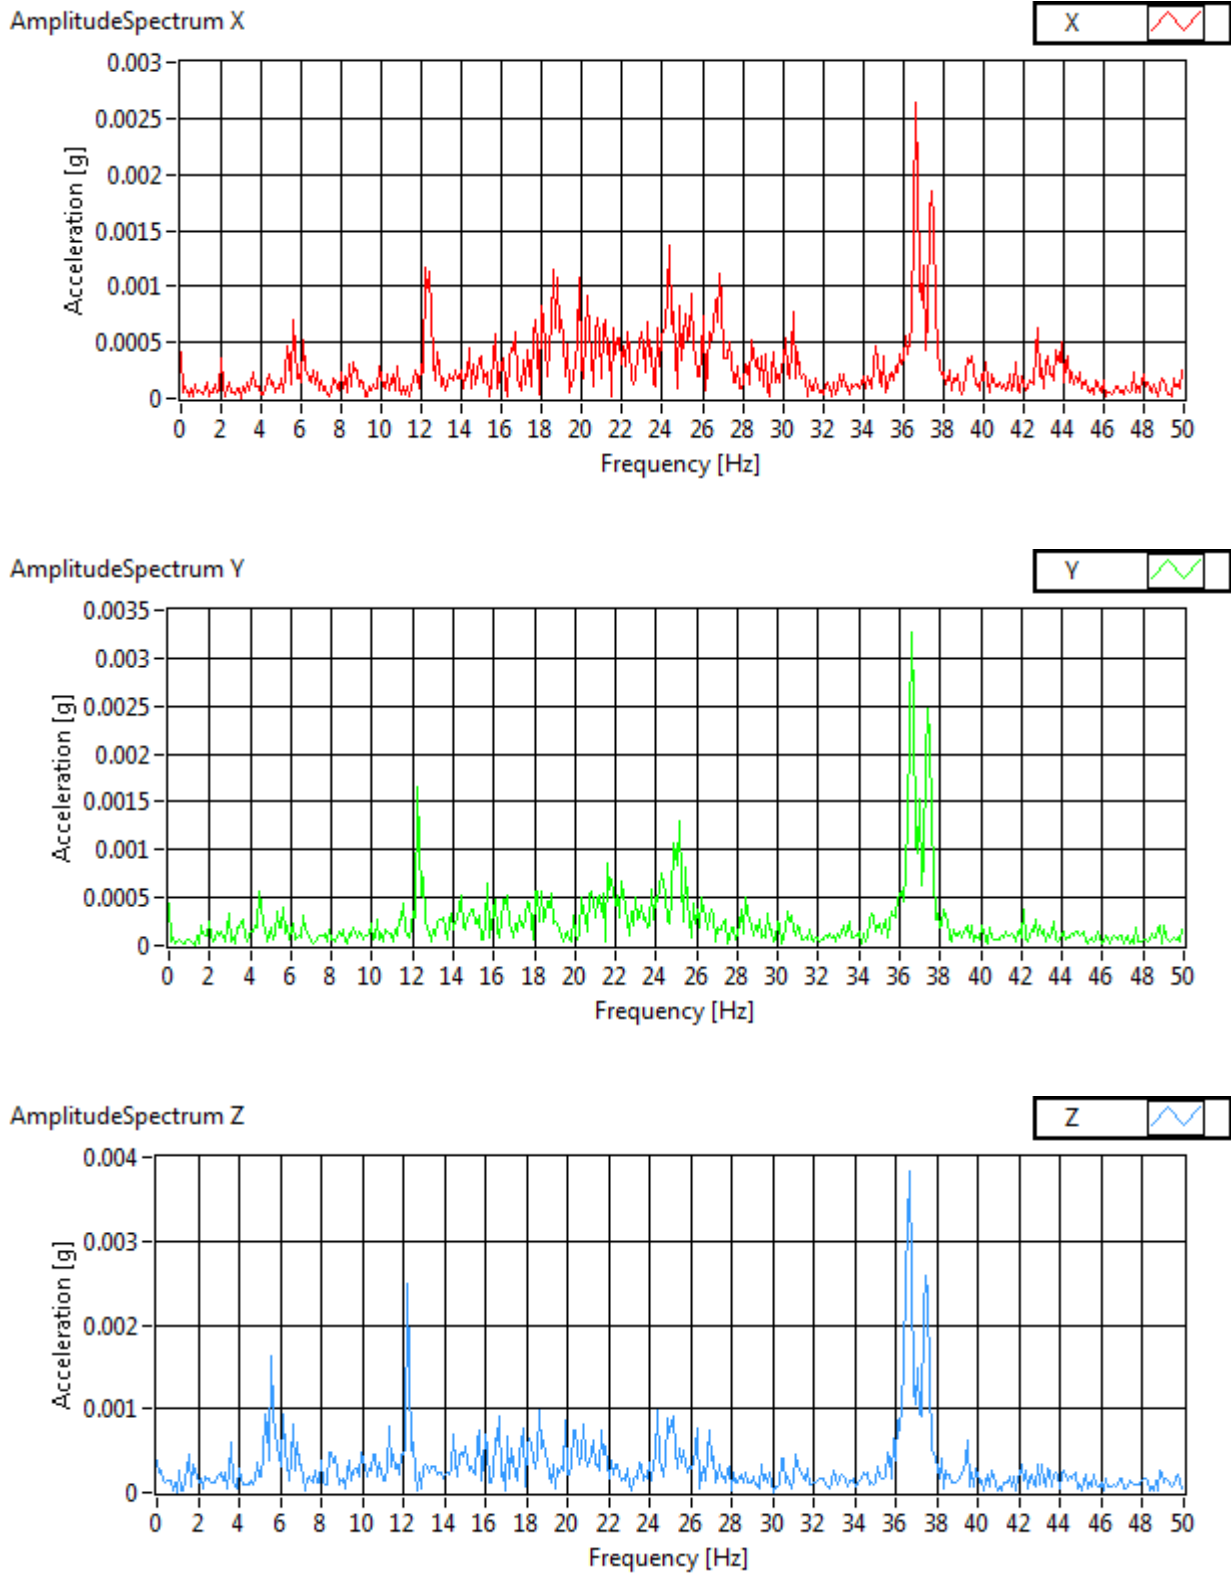 AmplitudeSpectrum X
X
0.003
0.0025
0.002
0.0015
0.001
0.0005
0
Acceleration [g]
0 2 4 6 8 10 12 14 16 18 20 22 24 26 28 30 32 34 36 38 40 42 44 46 48 50
Frequency [Hz]
AmplitudeSpectrum Y
Y
0.0035
0.003
0.0025
0.002
0.0015
0.001
0.0005
0
Acceleration [g]
0 2 4 6 8 10 12 14 16 18 20 22 24 26 28 30 32 34 36 38 40 42 44 46 48 50
Frequency [Hz]
AmplitudeSpectrum Z
Z
0.004
0.003
0.002
0.001
0
Acceleration [g]
0 2 4 6 8 10 12 14 16 18 20 22 24 26 28 30 32 34 36 38 40 42 44 46 48 50
Frequency [Hz]